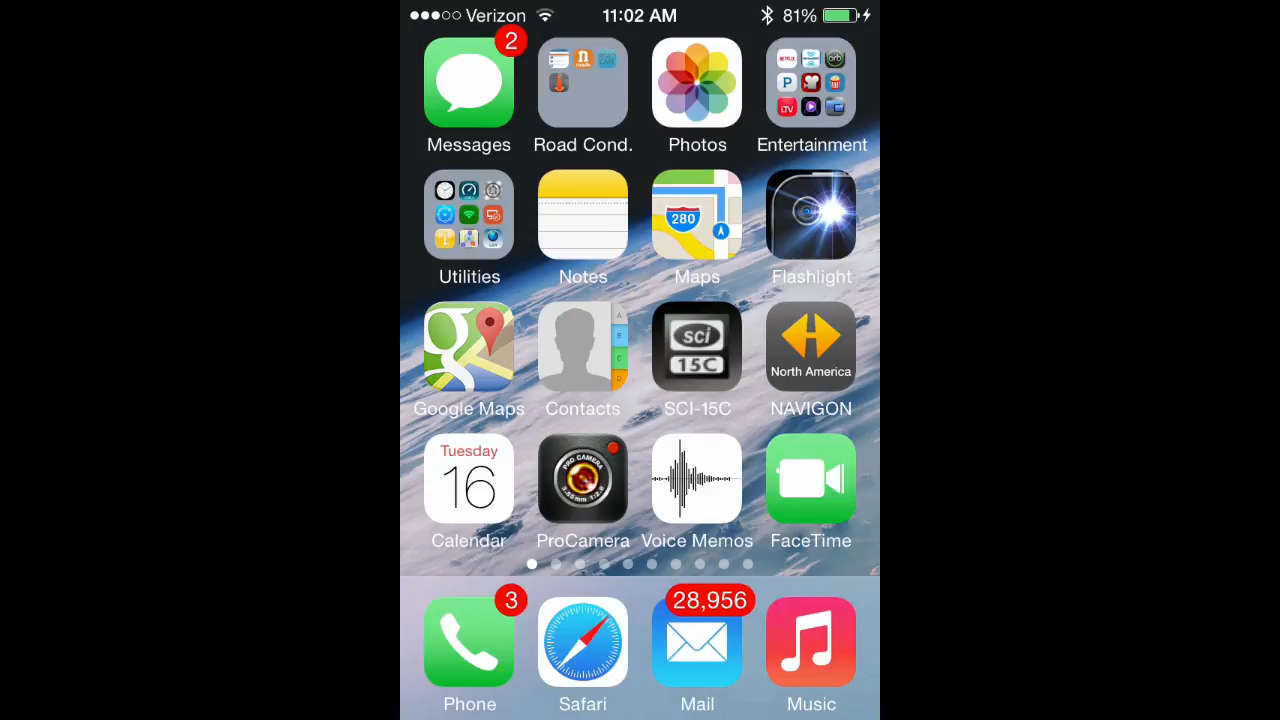 Verizon 11:02 AM 81%
2
Messages Road Cond. Photos Entertainment
280
Utilities Notes Maps Flashlight
A
B
C
D
sci
15C
North America
Google Maps Contacts SCI-15C NAVIGON
Tuesday
16
PRO CAMERA
Calendar ProCamera Voice Memos FaceTime
3 28,956
Phone Safari Mail Music